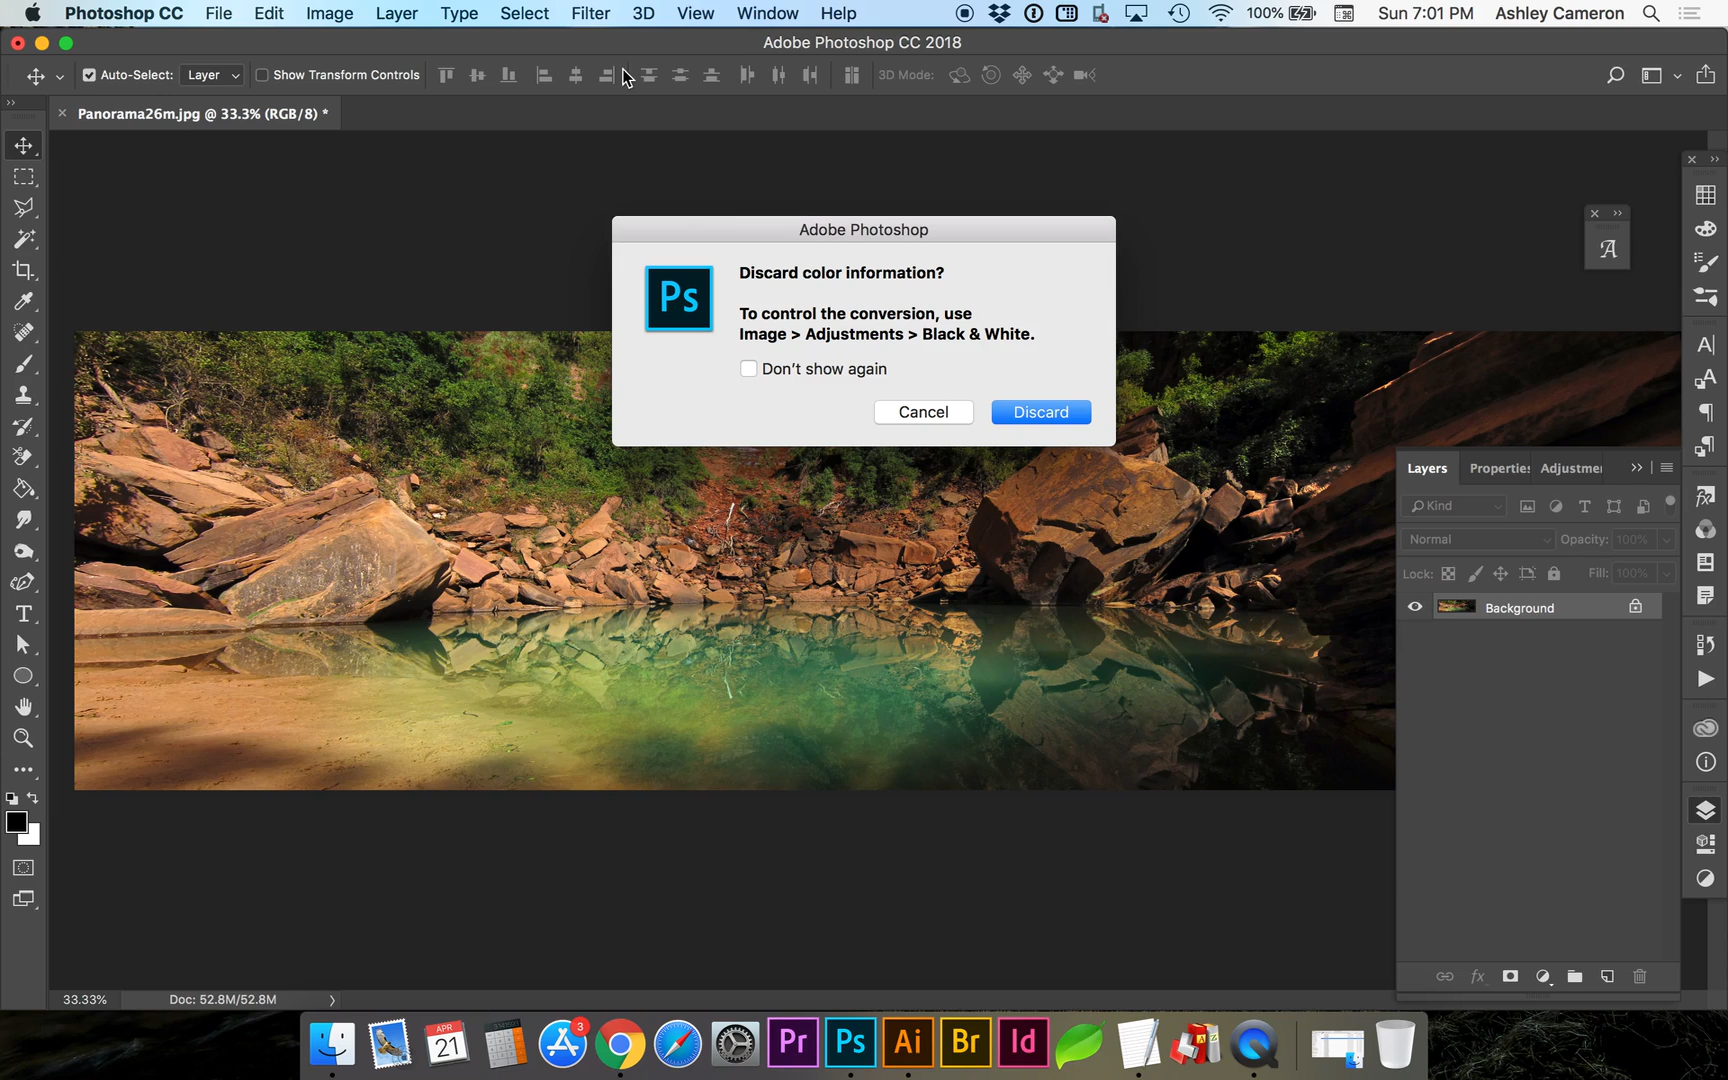 Photoshop CC File Edit Image Layer Type Select Filter 3D View Window Help 100% Sun 7:01 PM Ashley Cameron
Adobe Photoshop CC 2018
Auto-Select: Layer Show Transform Controls 3D Mode:
Panorama26m.jpg @ 33.3% (RGB/8) *
Adobe Photoshop
Ps
Discard color information?
To control the conversion, use
Image > Adjustments > Black & White.
Don't show again
Cancel Discard
Layers Properties Adjustmen
Kind
Normal Opacity: 100%
Lock: Fill: 100%
Background
fx
33.33% Doc: 52.8M/52.8M
APR
21
3
Pr Ps Ai Br Id